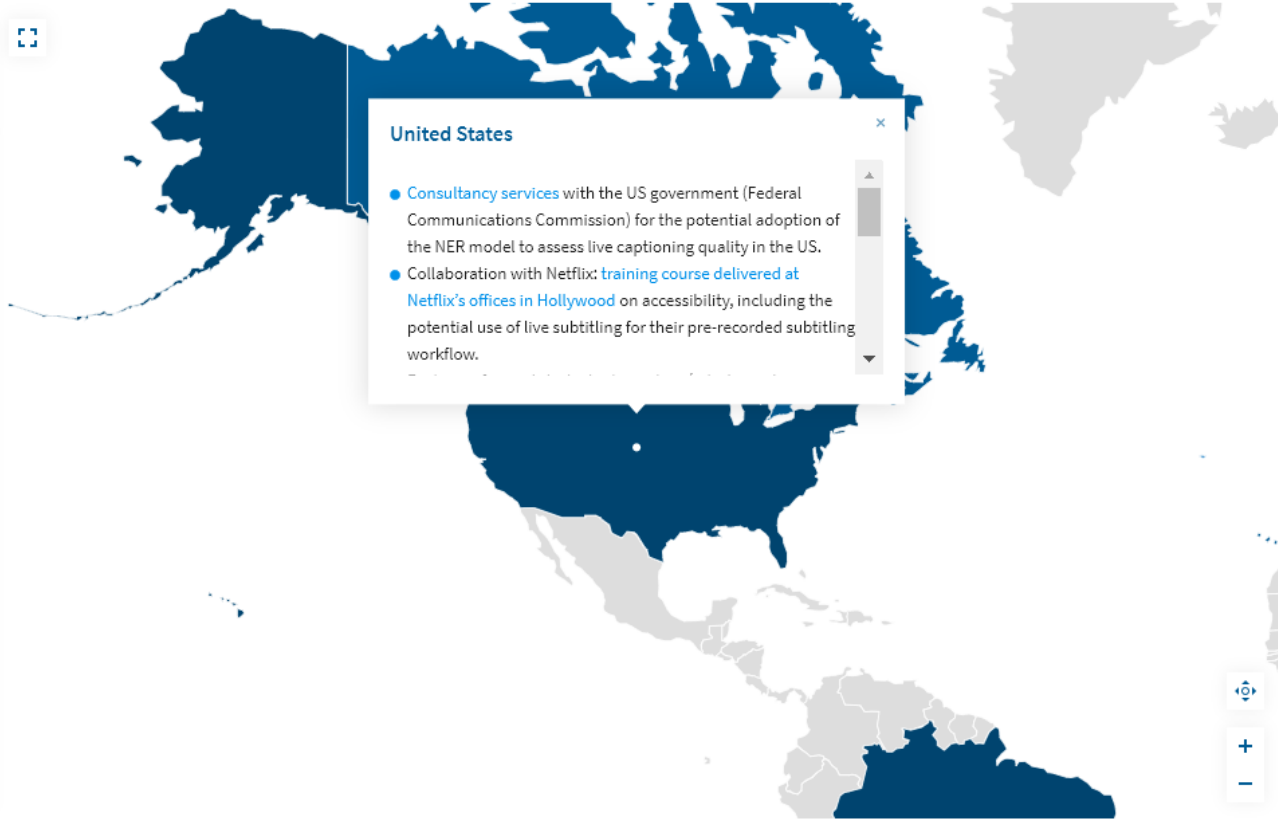 United States
×
Consultancy services with the US government (Federal
Communications Commission) for the potential adoption of
the NER model to assess live captioning quality in the US.
Collaboration with Netflix: training course delivered at
Netflix’s offices in Hollywood on accessibility, including the
potential use of live subtitling for their pre-recorded subtitling
workflow.
+
−